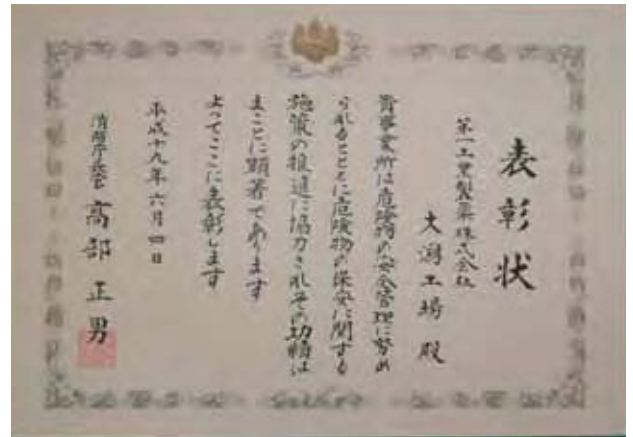 表彰状
第一工業製薬株式会社
大潟工場 殿
貴事業所は危険物の安全管理に努め
られるとともに危険物の保安に関する
施策の推進に協力されその功績は
まことに顕著であります
よってここに表彰します
平成十九年六月四日
消防庁長官 高部正男